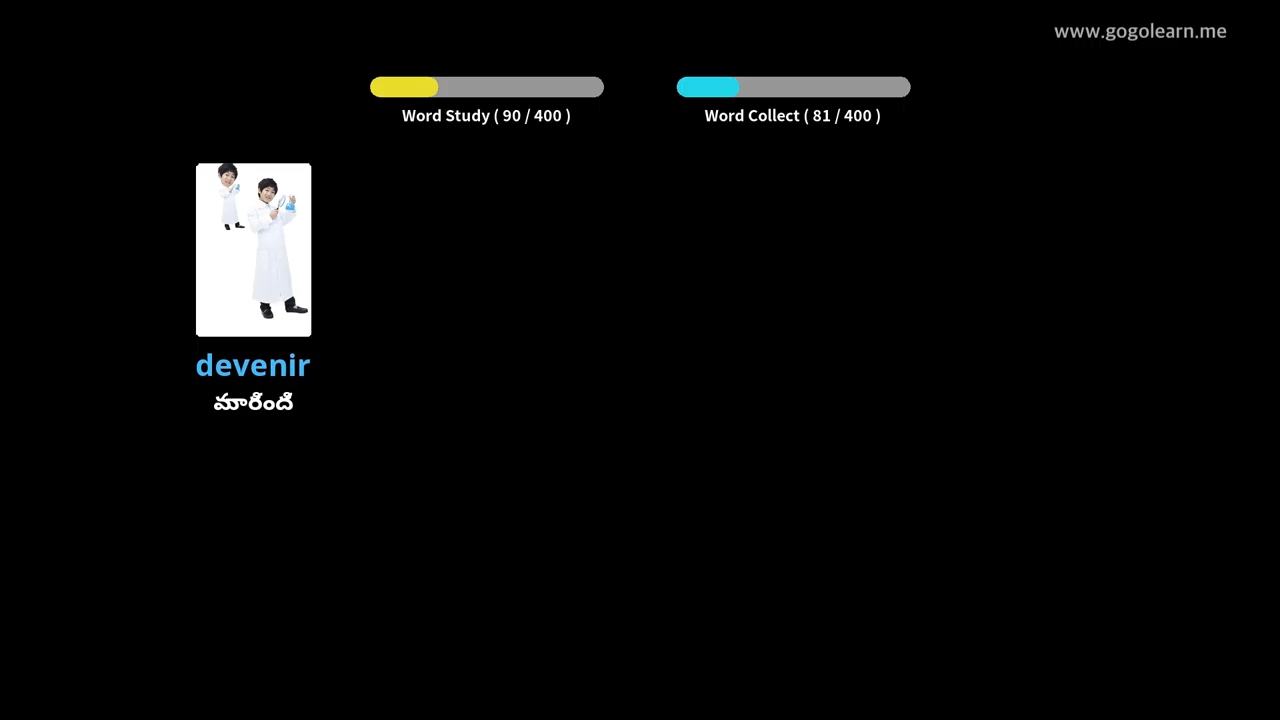 www.gogolearn.me
Word Study ( 90 / 400 )
Word Collect ( 81 / 400 )
devenir
మారింది